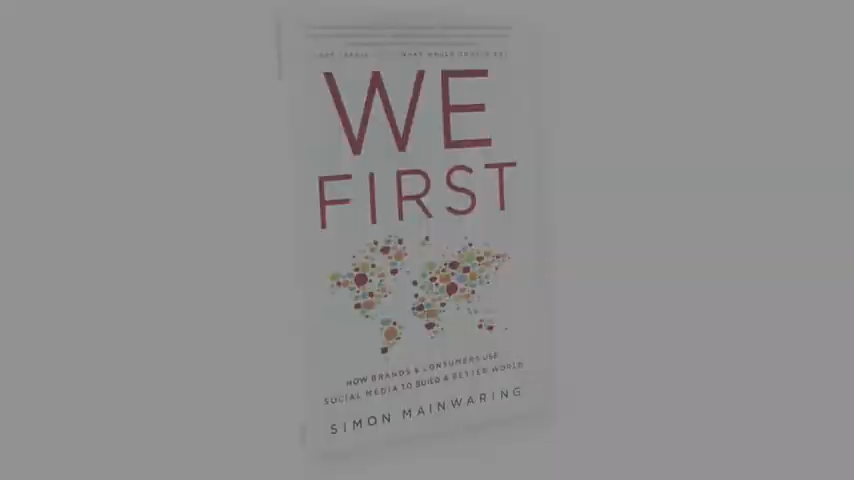 WE
FIRST
HOW BRANDS & CONSUMERS USE
SOCIAL MEDIA TO BUILD A BETTER WORLD
SIMON MAINWARING